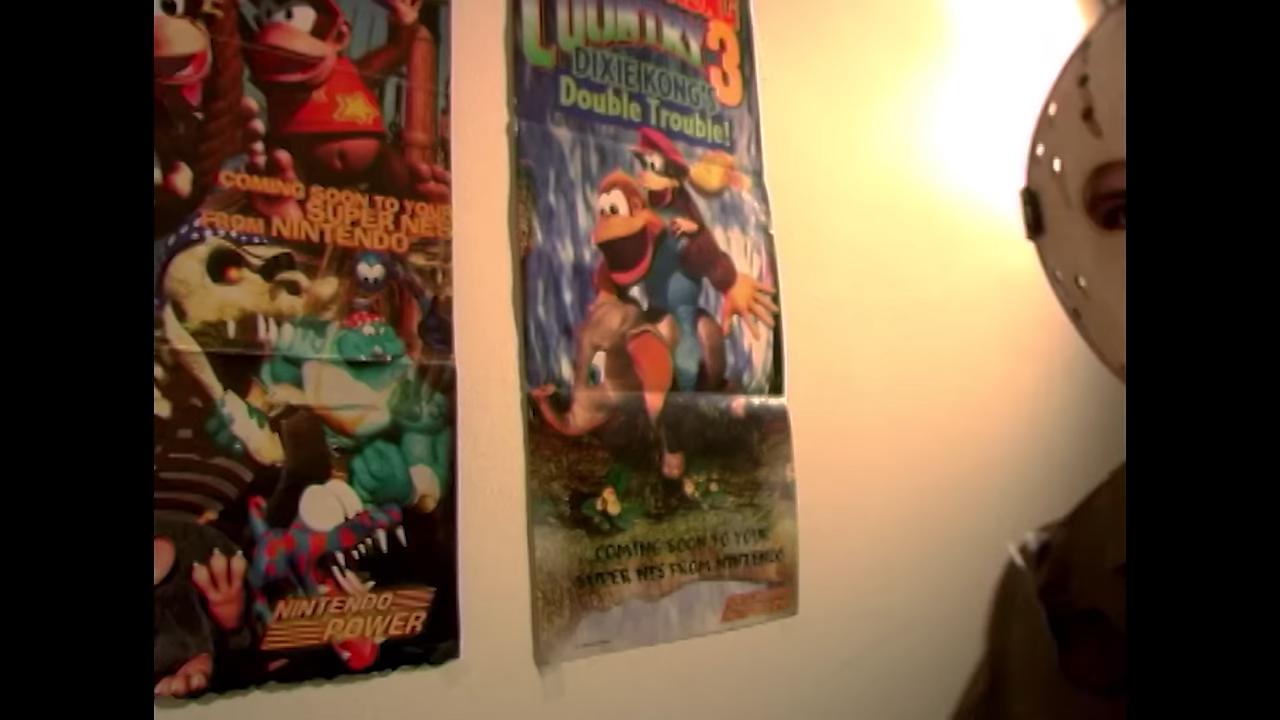 COMING SOON TO YOUR
SUPER NES
FROM NINTENDO
NINTENDO
POWER
COUNTRY
3
DIXIE KONG'S
Double Trouble!
COMING SOON TO YOUR
SUPER NES FROM NINTENDO